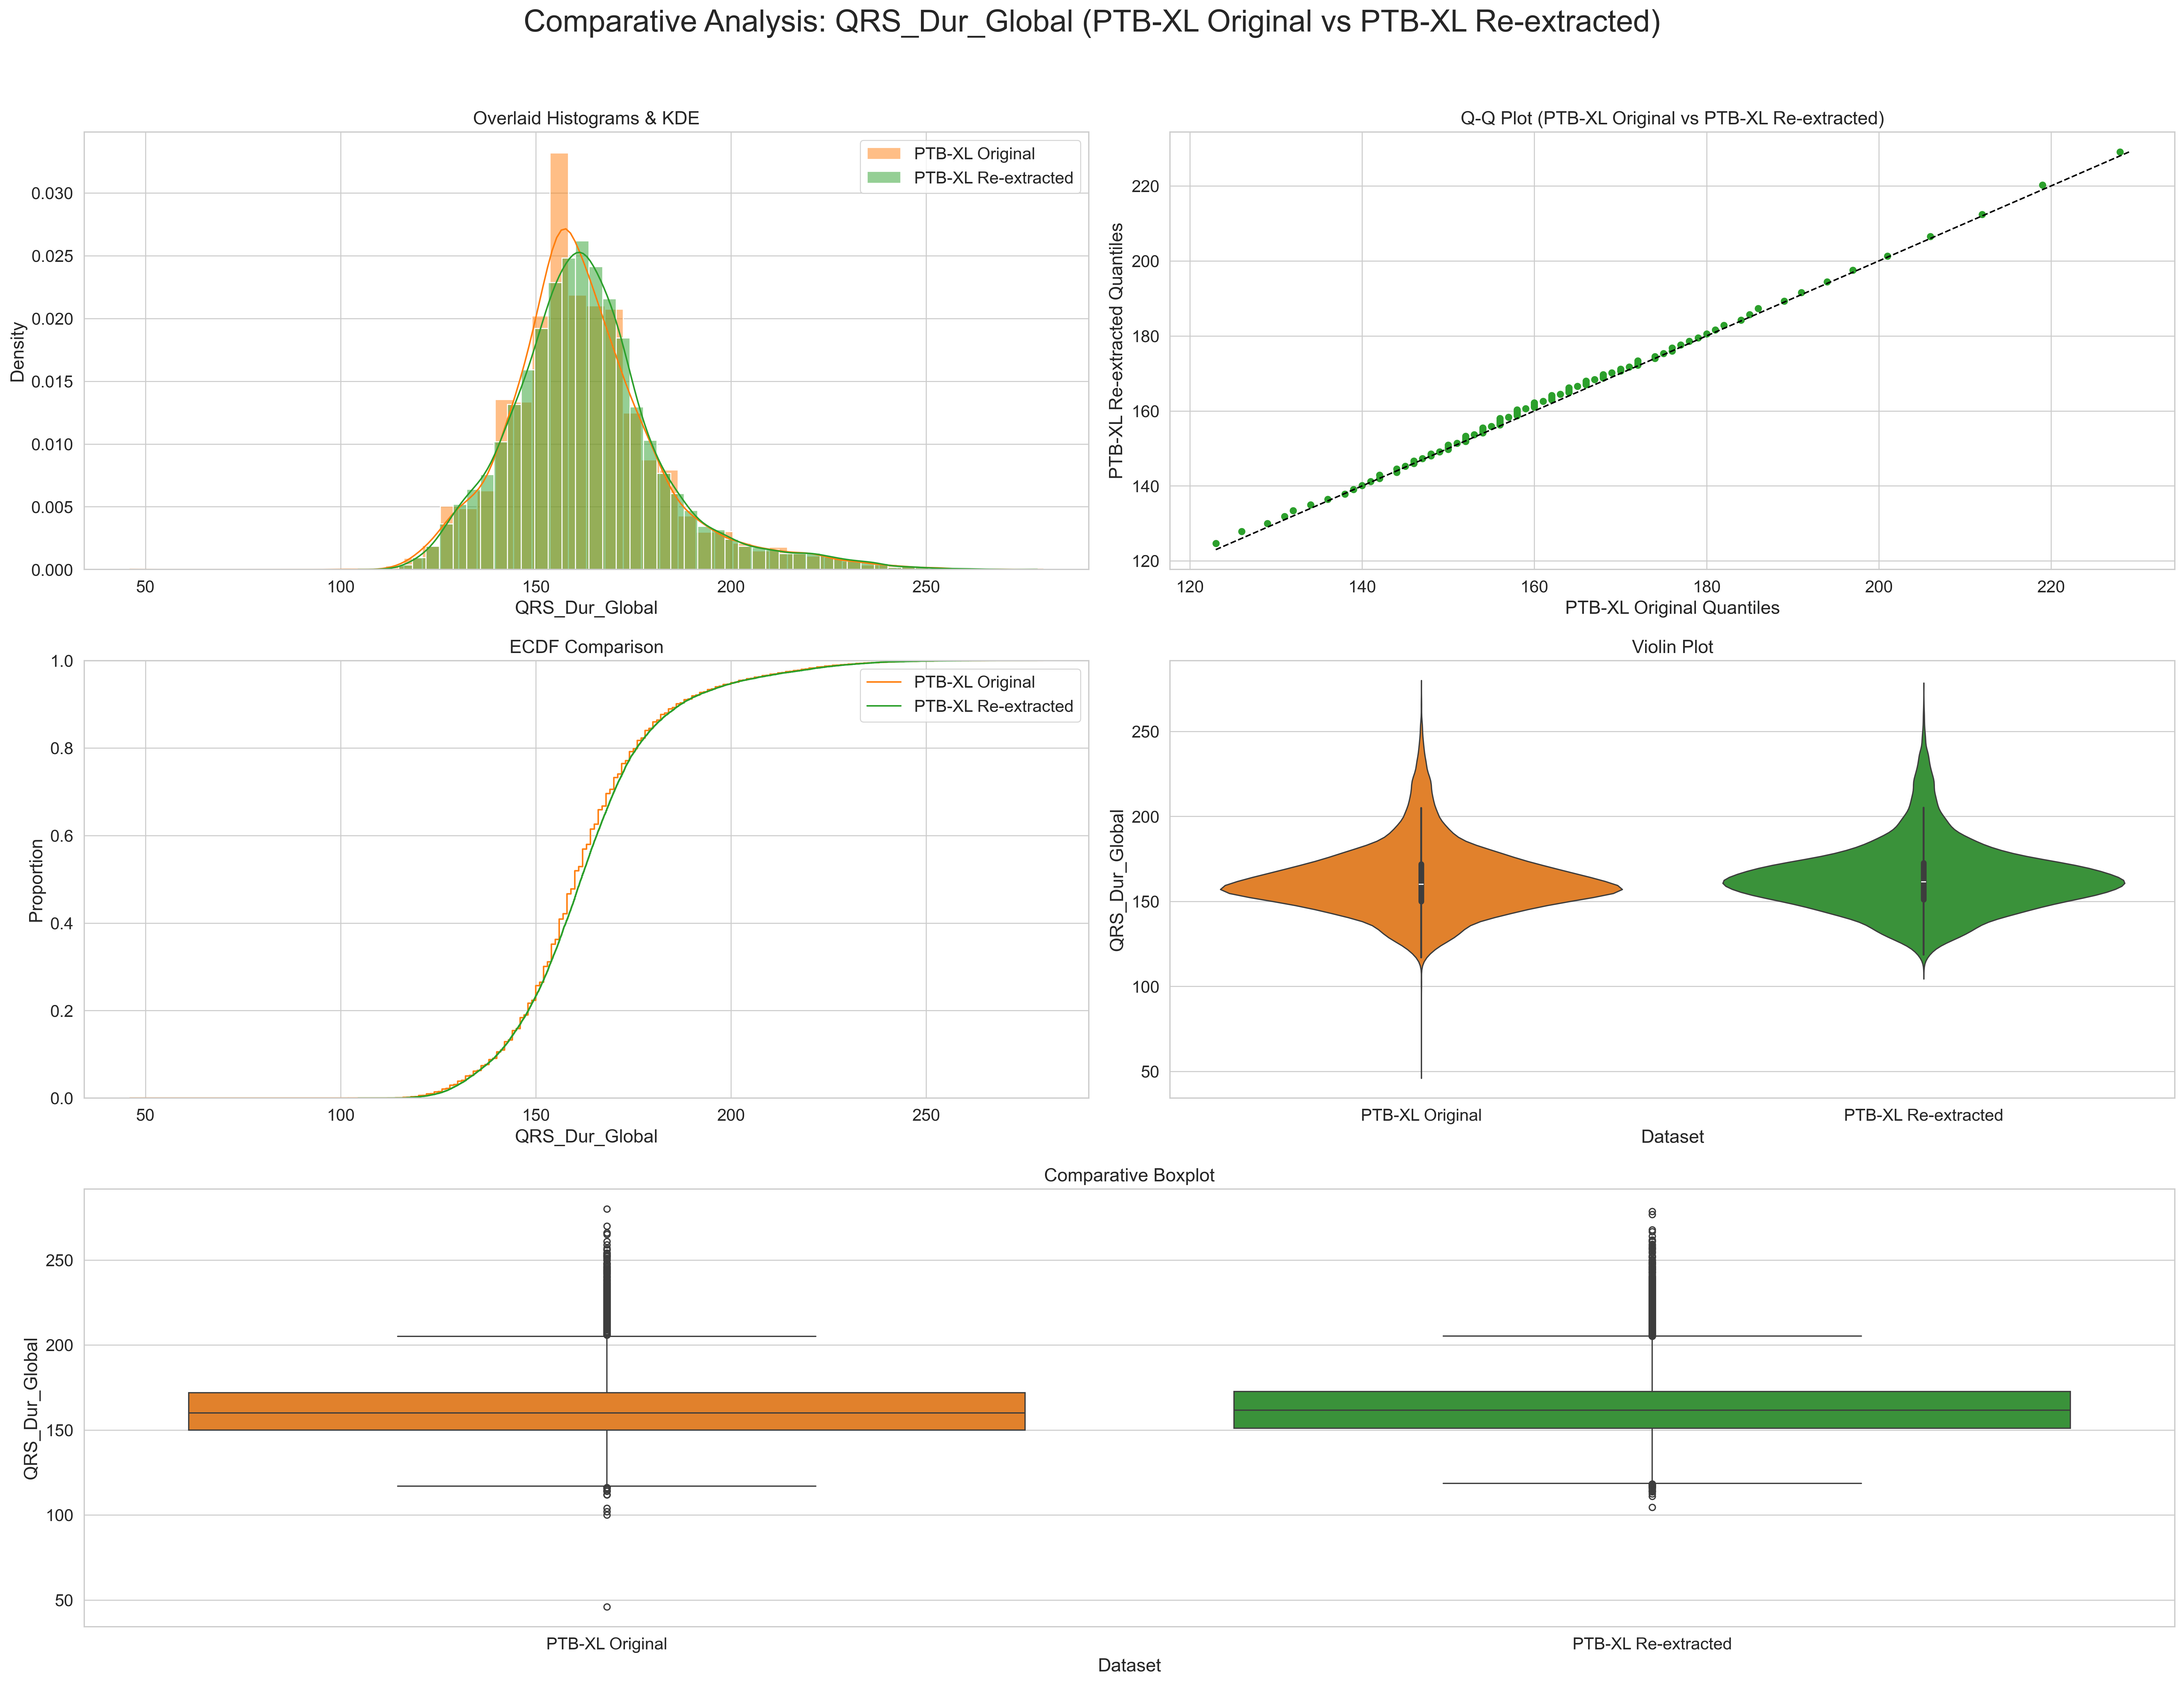 Comparative Analysis: QRS_Dur_Global (PTB-XL Original vs PTB-XL Re-extracted)
Overlaid Histograms & KDE
PTB-XL Original
PTB-XL Re-extracted
0.030
0.025
0.020
0.015
0.010
0.005
0.000
Density
50 100 150 200 250
QRS_Dur_Global
Q-Q Plot (PTB-XL Original vs PTB-XL Re-extracted)
220
200
180
160
140
120
PTB-XL Re-extracted Quantiles
120 140 160 180 200 220
PTB-XL Original Quantiles
ECDF Comparison
PTB-XL Original
PTB-XL Re-extracted
1.0
0.8
0.6
0.4
0.2
0.0
Proportion
50 100 150 200 250
QRS_Dur_Global
Violin Plot
250
200
150
100
50
QRS_Dur_Global
PTB-XL Original PTB-XL Re-extracted
Dataset
Comparative Boxplot
250
200
150
100
50
QRS_Dur_Global
PTB-XL Original PTB-XL Re-extracted
Dataset